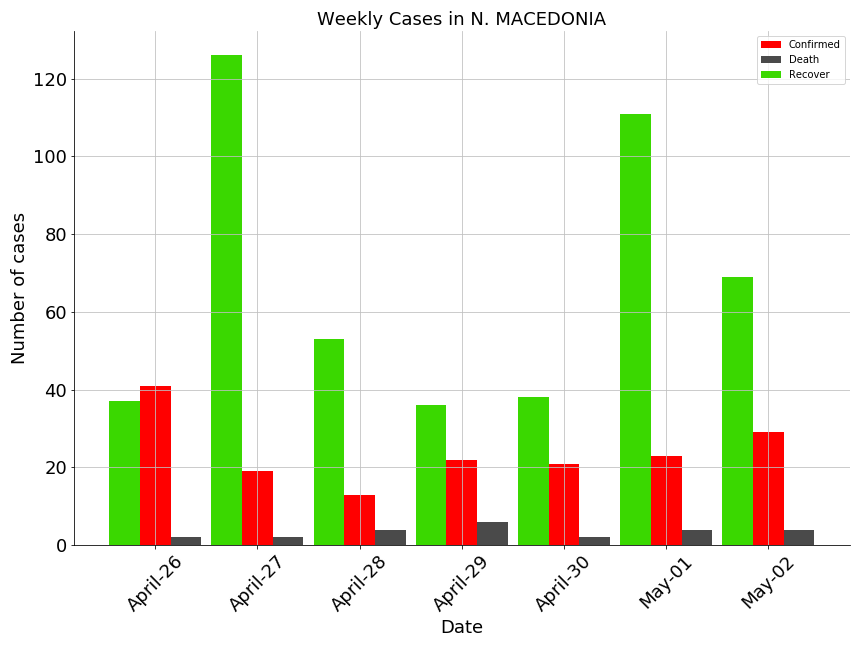 Weekly Cases in N. MACEDONIA
Confirmed
Death
Recover
120
100
80
60
40
20
0
Number of cases
April-26
April-27
April-28
April-29
April-30
May-01
May-02
Date